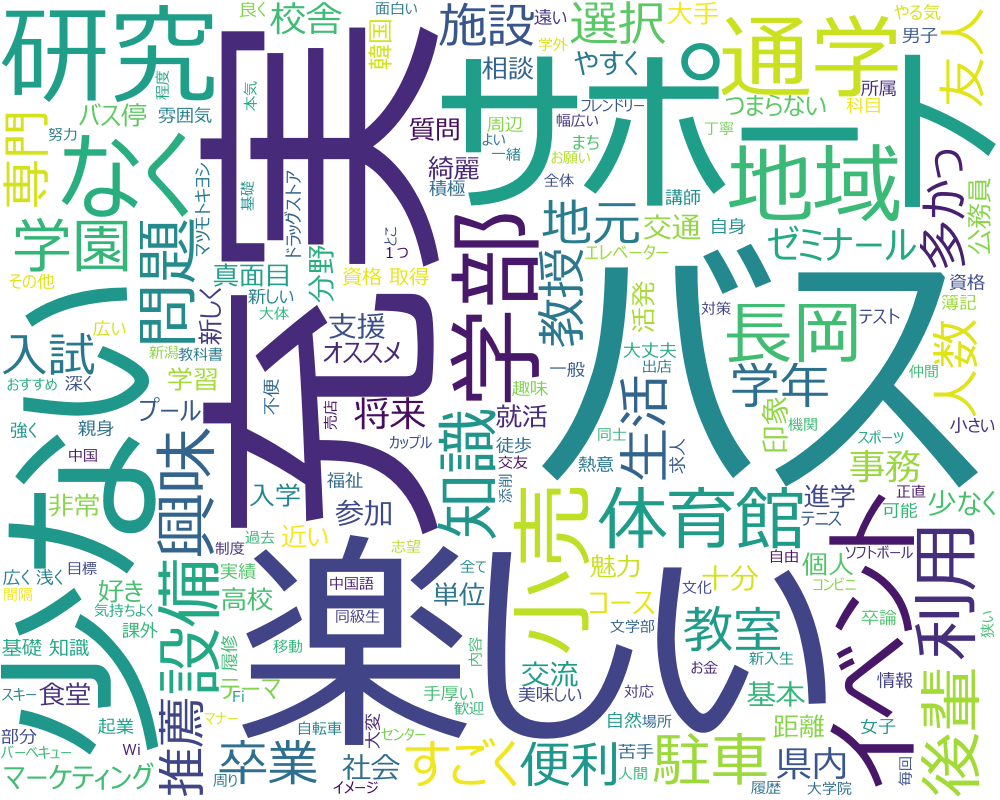 研究
実
充
サポート
バス
楽しい
少ない
学部
なく
学園
専門
バス停
雰囲気
努力
良く
校舎
程度
本気
韓国
面白い
施設
遠い
学外
選択
大手
やる気
男子
友人
通学
所属
科目
つまらない
丁寧
やすく
相談
フレンドリー
幅広い
周辺
よい
一緒
まち
お願い
質問
綺麗
積極
全体
講師
地域
地元
交通
自身
ゼミナール
多かっ
公務員
エレベーター
教授
活発
対策
長岡
資格
簿記
テスト
人数
マツモトキヨシ
基礎
ドラッグストア
とこ
1つ
問題
真面目
分野
資格 取得
その他
新しく
新しい
大体
支援
オススメ
入試
広い
新潟
教科書
おすすめ
深く
学習
不便
強く
親身
プール
売店
将来
カップル
就活
趣味
一般
大丈夫
出店
学年
仲間
小さい
印象
機関
中国
興味
知識
徒歩
交友
同士
熱意
生活
求人
スポーツ
事務
非常
入学
福祉
参加
添削
小売
体育館
進学
正直
テニス
可能
少なく
近い
過去
制度
志望
広く 浅く
目標
間隔
気持ちよく
好き
設備
実績
高校
中国語
同級生
単位
全て
魅力
コース
文化
十分
自由
個人
コンビニ
ソフトボール
イベント
利用
狭い
基礎 知識
課外
履修
移動
内容
文学部
教室
お金
新入生
卒論
スキー
食堂
テーマ
Fi
手厚い
歓迎
交流
美味しい
対応
基本
情報
後輩
部分
起業
推薦
マナー
自転車
大変
センター
自然
場所
距離
女子
バーベキュー
Wi
卒業
社会
すごく
便利
苦手
人間
駐車
県内
毎回
マーケティング
周り
イメージ
履歴
大学院